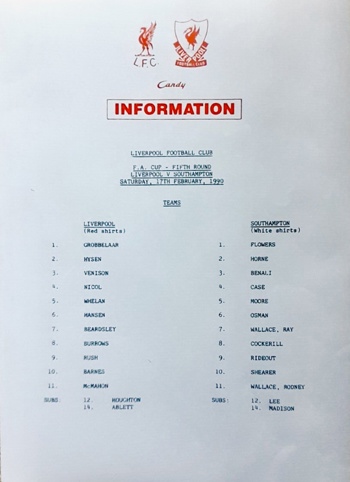 L.F.C.
LIVERPOOL
FOOTBALL CLUB
Candy
INFORMATION
LIVERPOOL FOOTBALL CLUB
F.A. CUP - FIFTH ROUND
LIVERPOOL V SOUTHAMPTON
SATURDAY, 17TH FEBRUARY, 1990
TEAMS
LIVERPOOL SOUTHAMPTON
(Red shirts) (White shirts)
1. GROBBELAAR 1. FLOWERS
2. HYSEN 2. HORNE
3. VENISON 3. BENALI
4. NICOL 4. CASE
5. WHELAN 5. MOORE
6. HANSEN 6. OSMAN
7. BEARDSLEY 7. WALLACE, RAY
8. BURROWS 8. COCKERILL
9. RUSH 9. RIDEOUT
10. BARNES 10. SHEARER
11. McMAHON 11. WALLACE, RODNEY
SUBS: 12. HOUGHTON SUBS: 12. LEE
14. ABLETT 14. MADISON